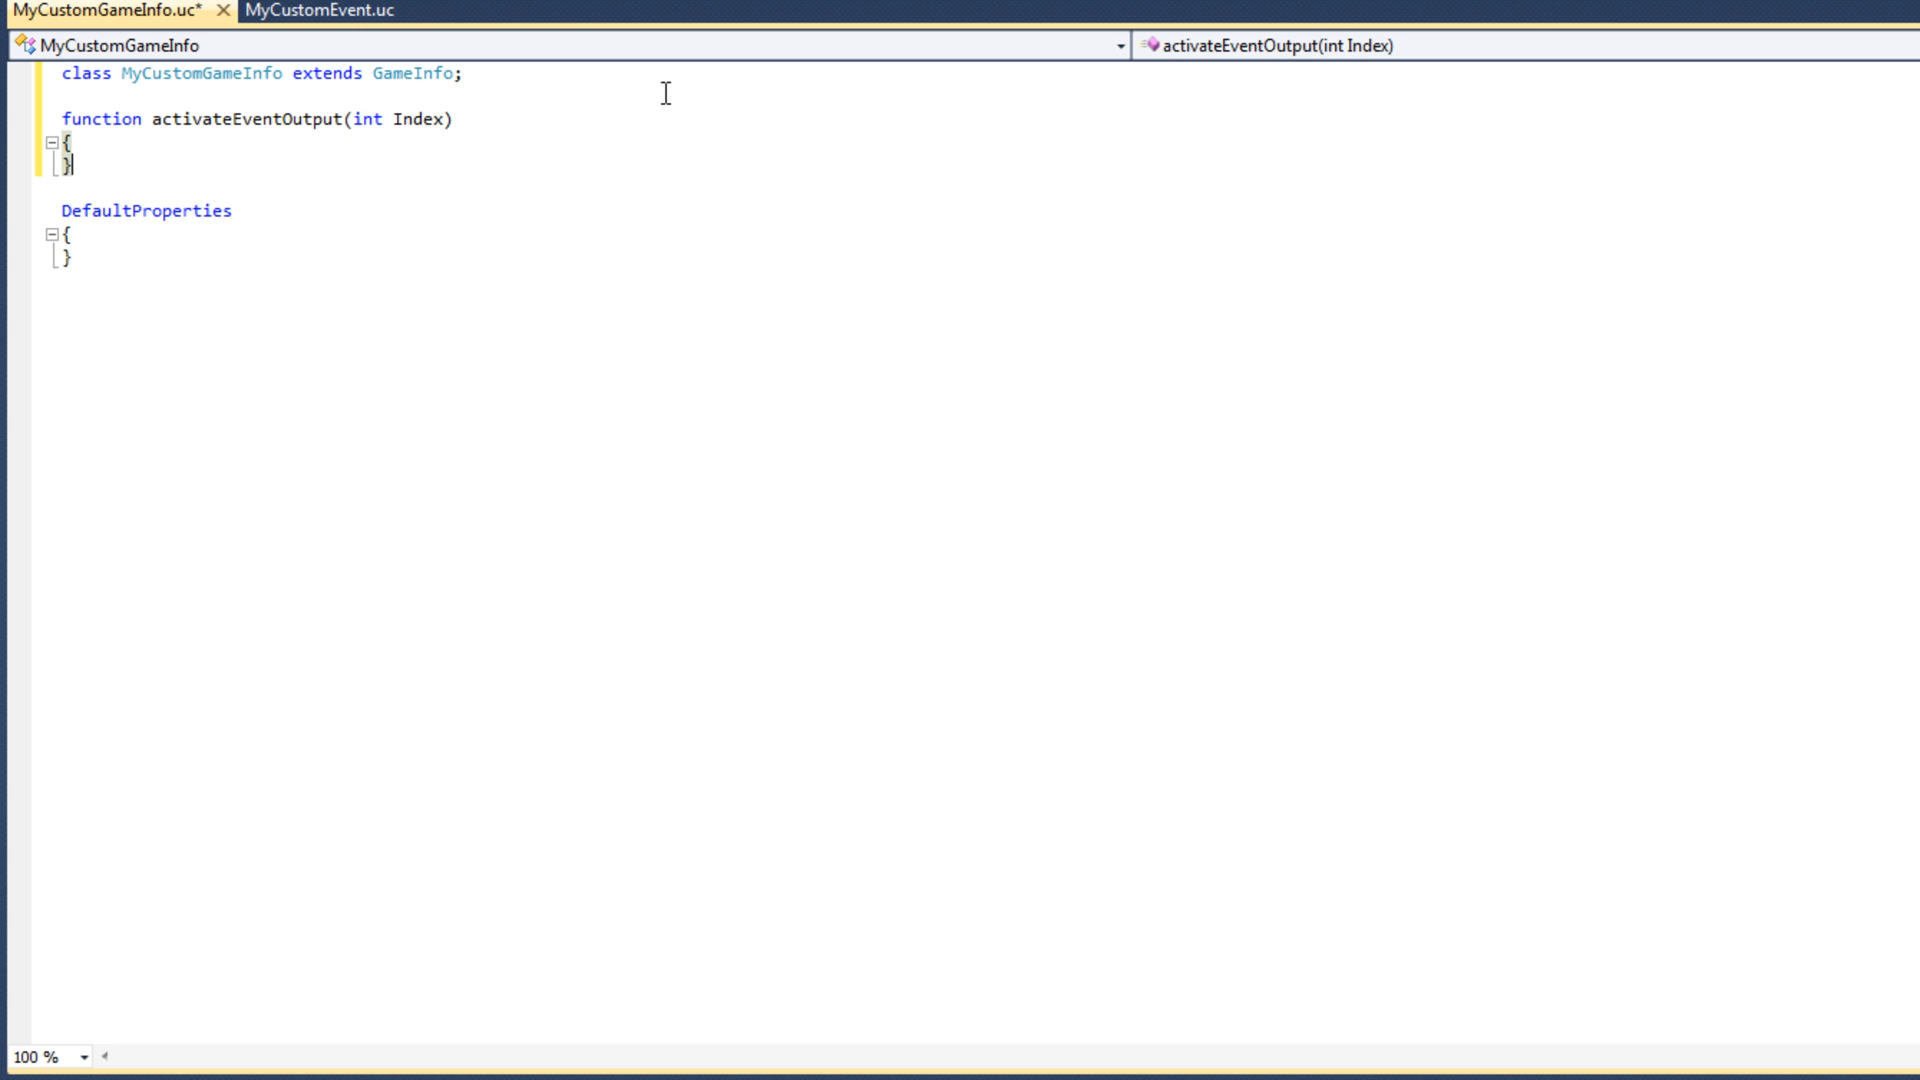 MyCustomGameInfo.uc* MyCustomEvent.uc
MyCustomGameInfo activateEventOutput(int Index)
class MyCustomGameInfo extends GameInfo;
function activateEventOutput(int Index)
{
}
DefaultProperties
{
}
100 %